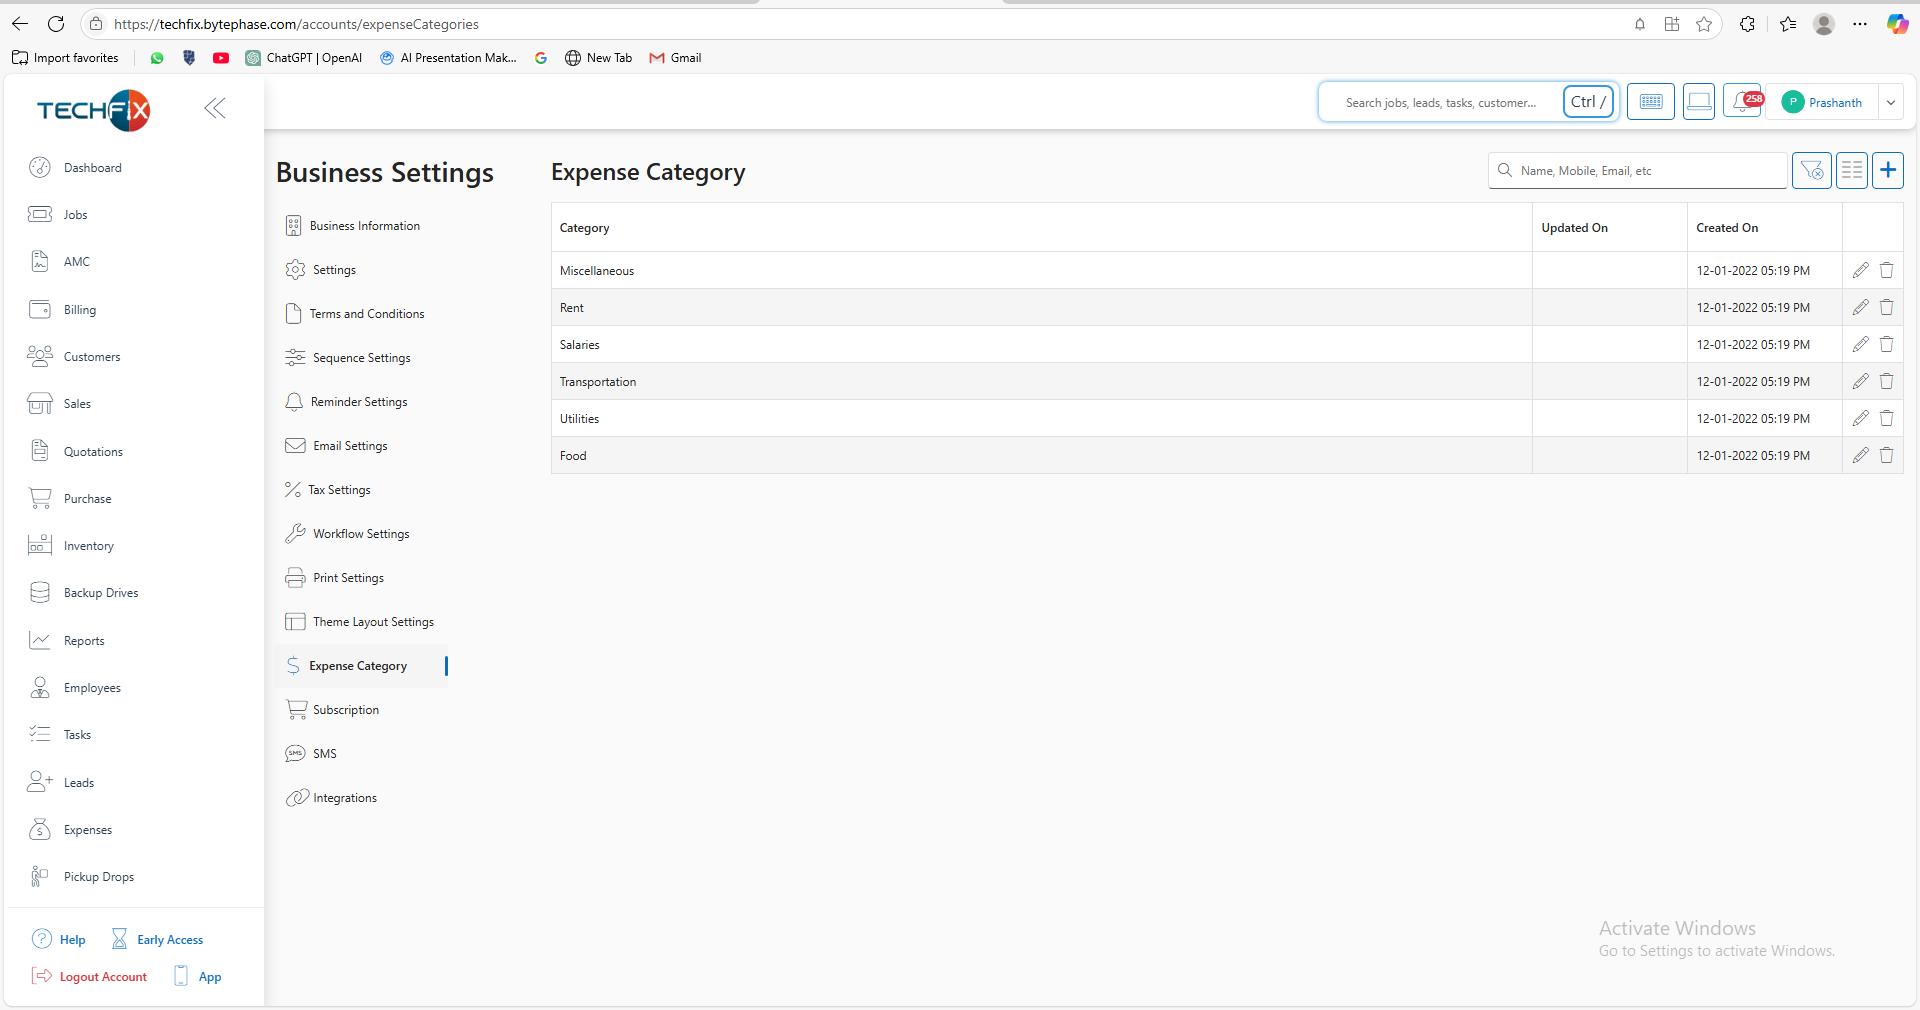 https://techfix.bytephase.com/accounts/expenseCategories
Import favorites
ChatGPT | OpenAI
AI Presentation Mak...
New Tab
Gmail
TECHFIX
Search jobs, leads, tasks, customer...
Ctrl /
258
P
Prashanth
Dashboard
Jobs
AMC
Billing
Customers
Sales
Quotations
Purchase
Inventory
Backup Drives
Reports
Employees
Tasks
Leads
Expenses
Pickup Drops
Help
Early Access
Logout Account
App
Business Settings
Business Information
Settings
Terms and Conditions
Sequence Settings
Reminder Settings
Email Settings
Tax Settings
Workflow Settings
Print Settings
Theme Layout Settings
Expense Category
Subscription
SMS
SMS
Integrations
Expense Category
Name, Mobile, Email, etc
Category Updated On Created On
Miscellaneous 12-01-2022 05:19 PM
Rent 12-01-2022 05:19 PM
Salaries 12-01-2022 05:19 PM
Transportation 12-01-2022 05:19 PM
Utilities 12-01-2022 05:19 PM
Food 12-01-2022 05:19 PM
Activate Windows
Go to Settings to activate Windows.